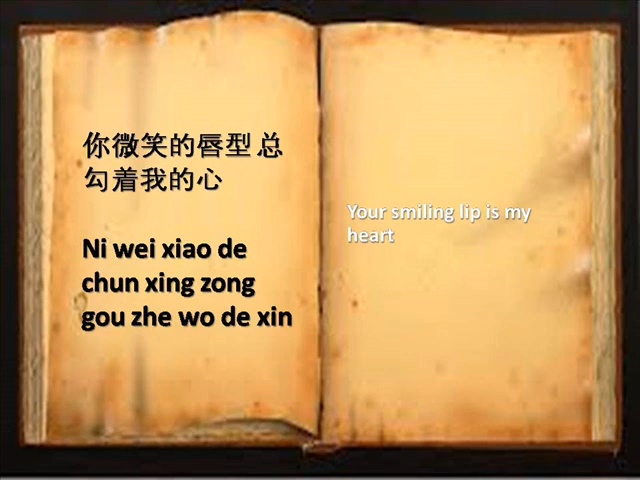 你微笑的唇型总
勾着我的心
Ni wei xiao de
chun xing zong
gou zhe wo de xin
Your smiling lip is my
heart